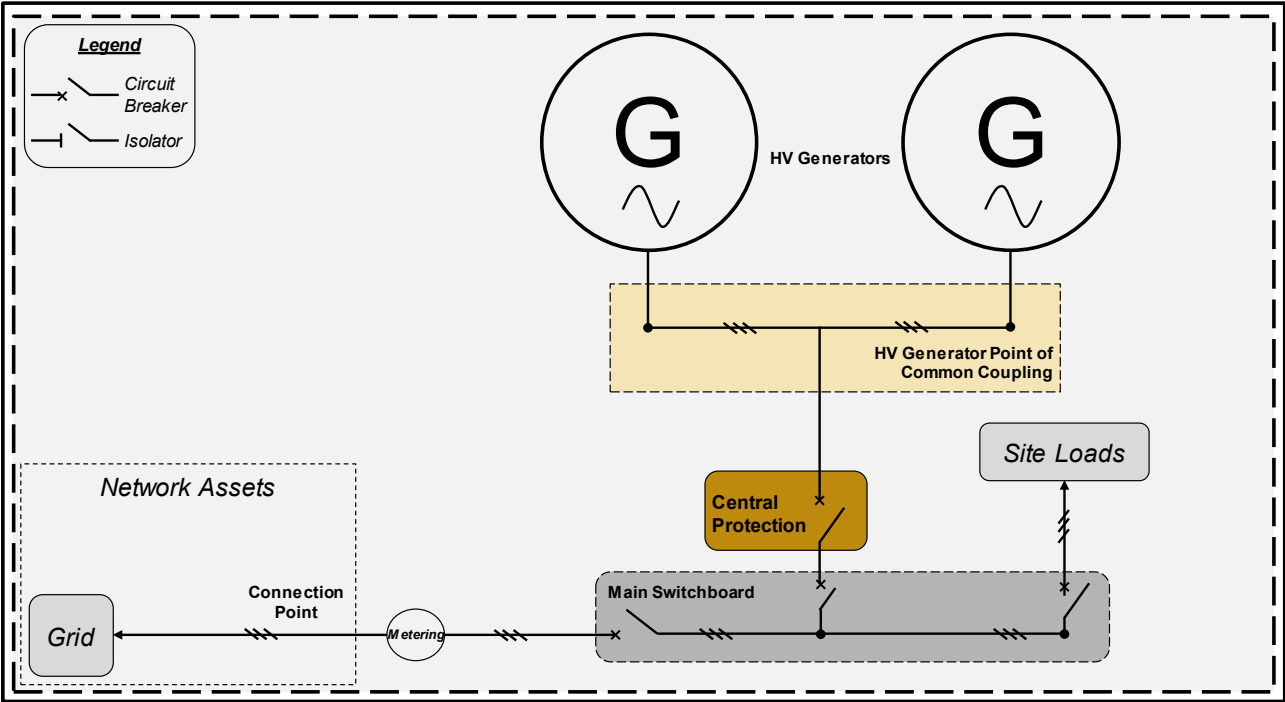 Legend
Circuit
Breaker
Isolator
G
G
HV Generators
HV Generator Point of
Common Coupling
Site Loads
Network Assets
Central
Protection
Connection
Point
Main Switchboard
Grid
Metering